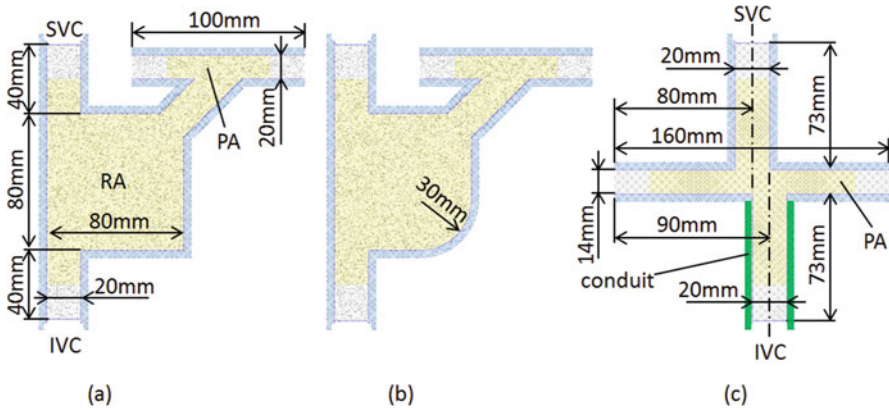 SVC
100mm
40mm
PA
20mm
80mm
RA
80mm
40mm
20mm
IVC
(a)
30mm
(b)
SVC
20mm
80mm
73mm
160mm
14mm
90mm
PA
conduit
73mm
20mm
IVC
(c)